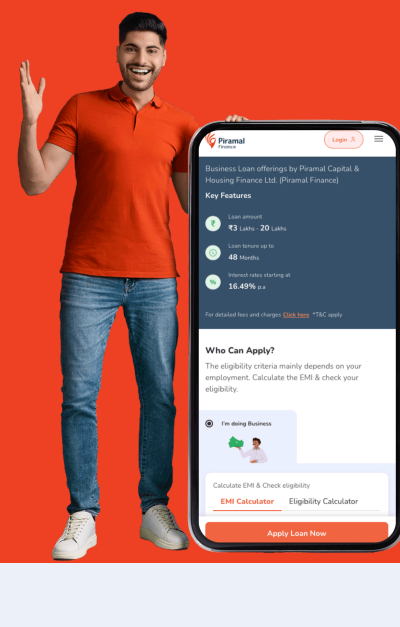 Piramal
Finance
Login
Business Loan offerings by Piramal Capital &
Housing Finance Ltd. (Piramal Finance)
Key Features
₹
Loan amount
₹3 Lakhs - 20 Lakhs
Loan tenure up to
48 Months
%
Interest rates starting at
16.49% p.a
For detailed fees and charges Click here *T&C apply
Who Can Apply?
The eligibility criteria mainly depends on your
employment. Calculate the EMI & check your
eligibility.
I'm doing Business
Calculate EMI & Check eligibility
EMI Calculator Eligibility Calculator
Apply Loan Now